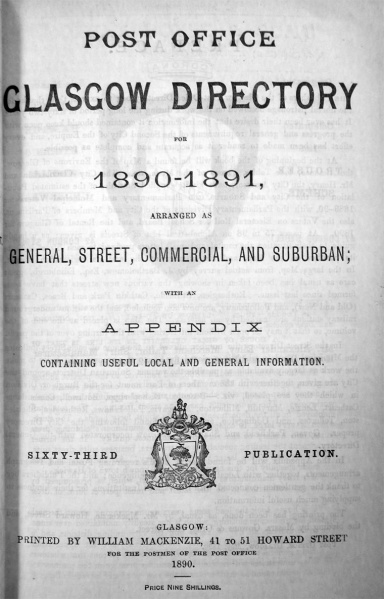 POST OFFICE
GLASGOW DIRECTORY
FOR
1890-1891,
ARRANGED AS
GENERAL, STREET, COMMERCIAL, AND SUBURBAN;
WITH AN
APPENDIX
CONTAINING USEFUL LOCAL AND GENERAL INFORMATION.
SIXTY-THIRD PUBLICATION.
GLASGOW:
PRINTED BY WILLIAM MACKENZIE, 41 TO 51 HOWARD STREET
FOR THE POSTMEN OF THE POST OFFICE
1890.
PRICE NINE SHILLINGS.